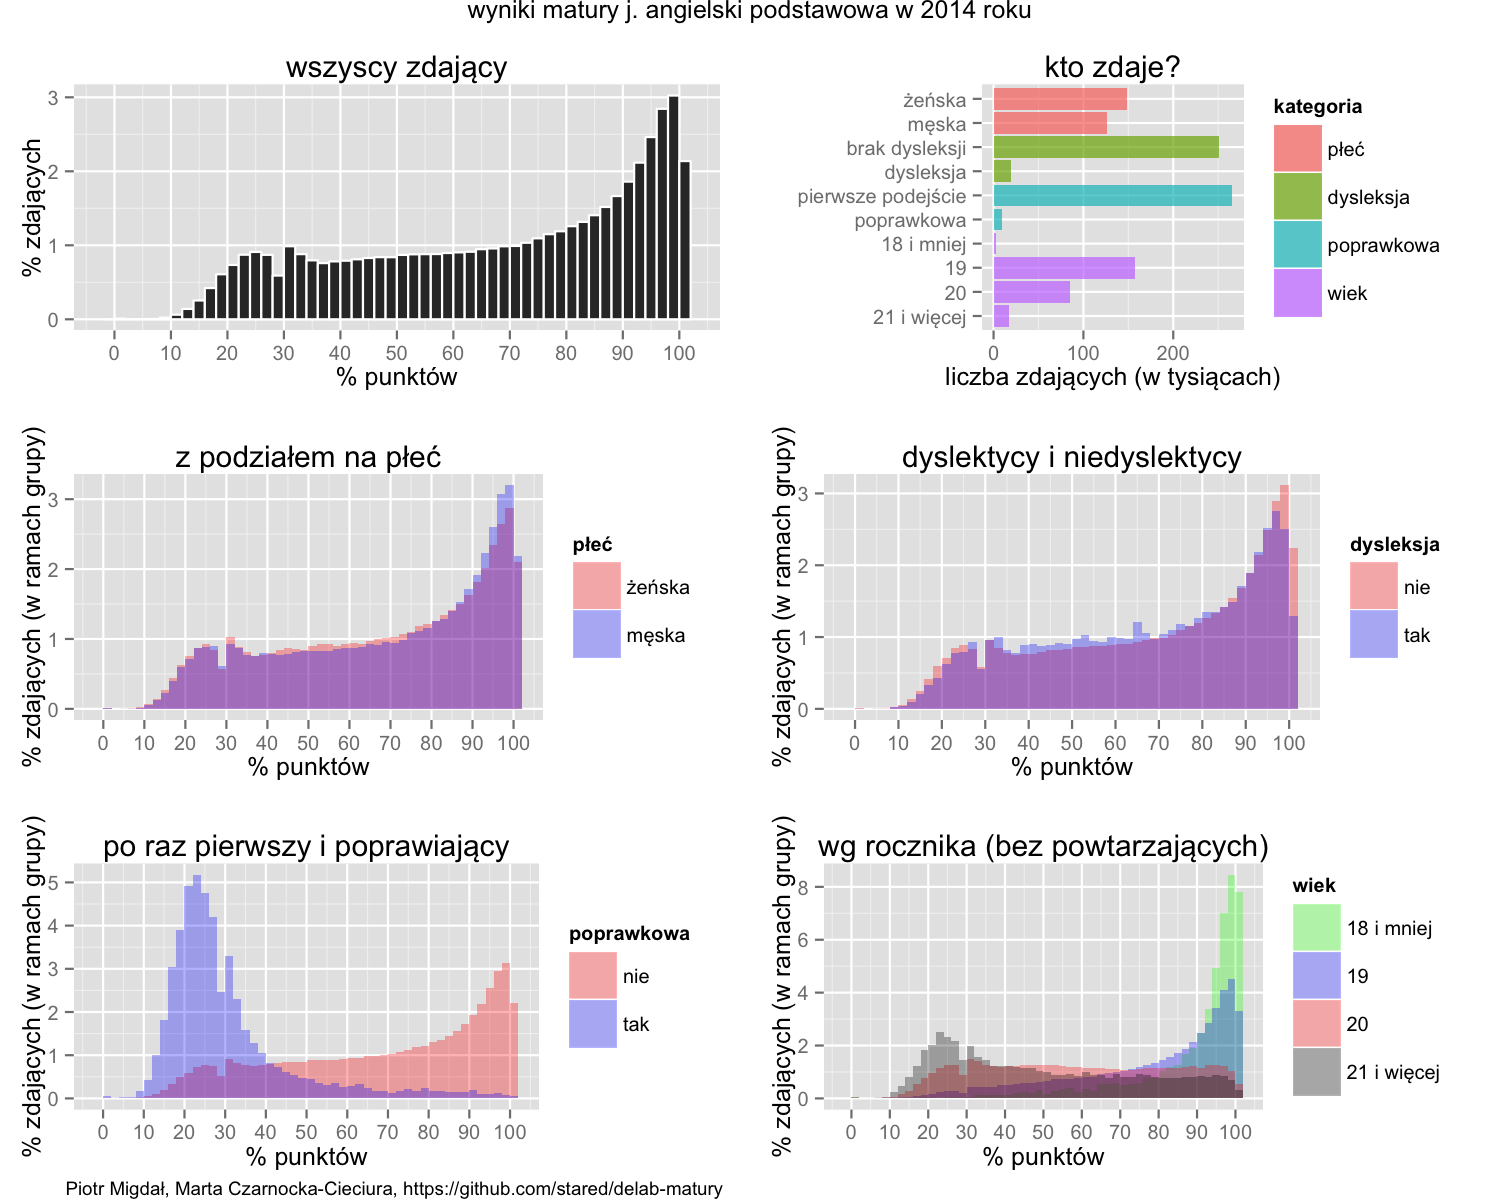 wyniki matury j. angielski podstawowa w 2014 roku
wszyscy zdający
% zdających
3
2
1
0
0 10 20 30 40 50 60 70 80 90 100
% punktów
kto zdaje?
żeńska
męska
brak dysleksji
dysleksja
pierwsze podejście
poprawkowa
18 i mniej
19
20
21 i więcej
0 100 200
liczba zdających (w tysiącach)
kategoria
płeć
dysleksja
poprawkowa
wiek
z podziałem na płeć
% zdających (w ramach grupy)
3
2
1
0
0 10 20 30 40 50 60 70 80 90 100
% punktów
płeć
żeńska
męska
dyslektycy i niedyslektycy
% zdających (w ramach grupy)
3
2
1
0
0 10 20 30 40 50 60 70 80 90 100
% punktów
dysleksja
nie
tak
po raz pierwszy i poprawiający
% zdających (w ramach grupy)
5
4
3
2
1
0
0 10 20 30 40 50 60 70 80 90 100
% punktów
poprawkowa
nie
tak
wg rocznika (bez powtarzających)
% zdających (w ramach grupy)
8
6
4
2
0
0 10 20 30 40 50 60 70 80 90 100
% punktów
wiek
18 i mniej
19
20
21 i więcej
Piotr Migdał, Marta Czarnocka-Cieciura, https://github.com/stared/delab-matury